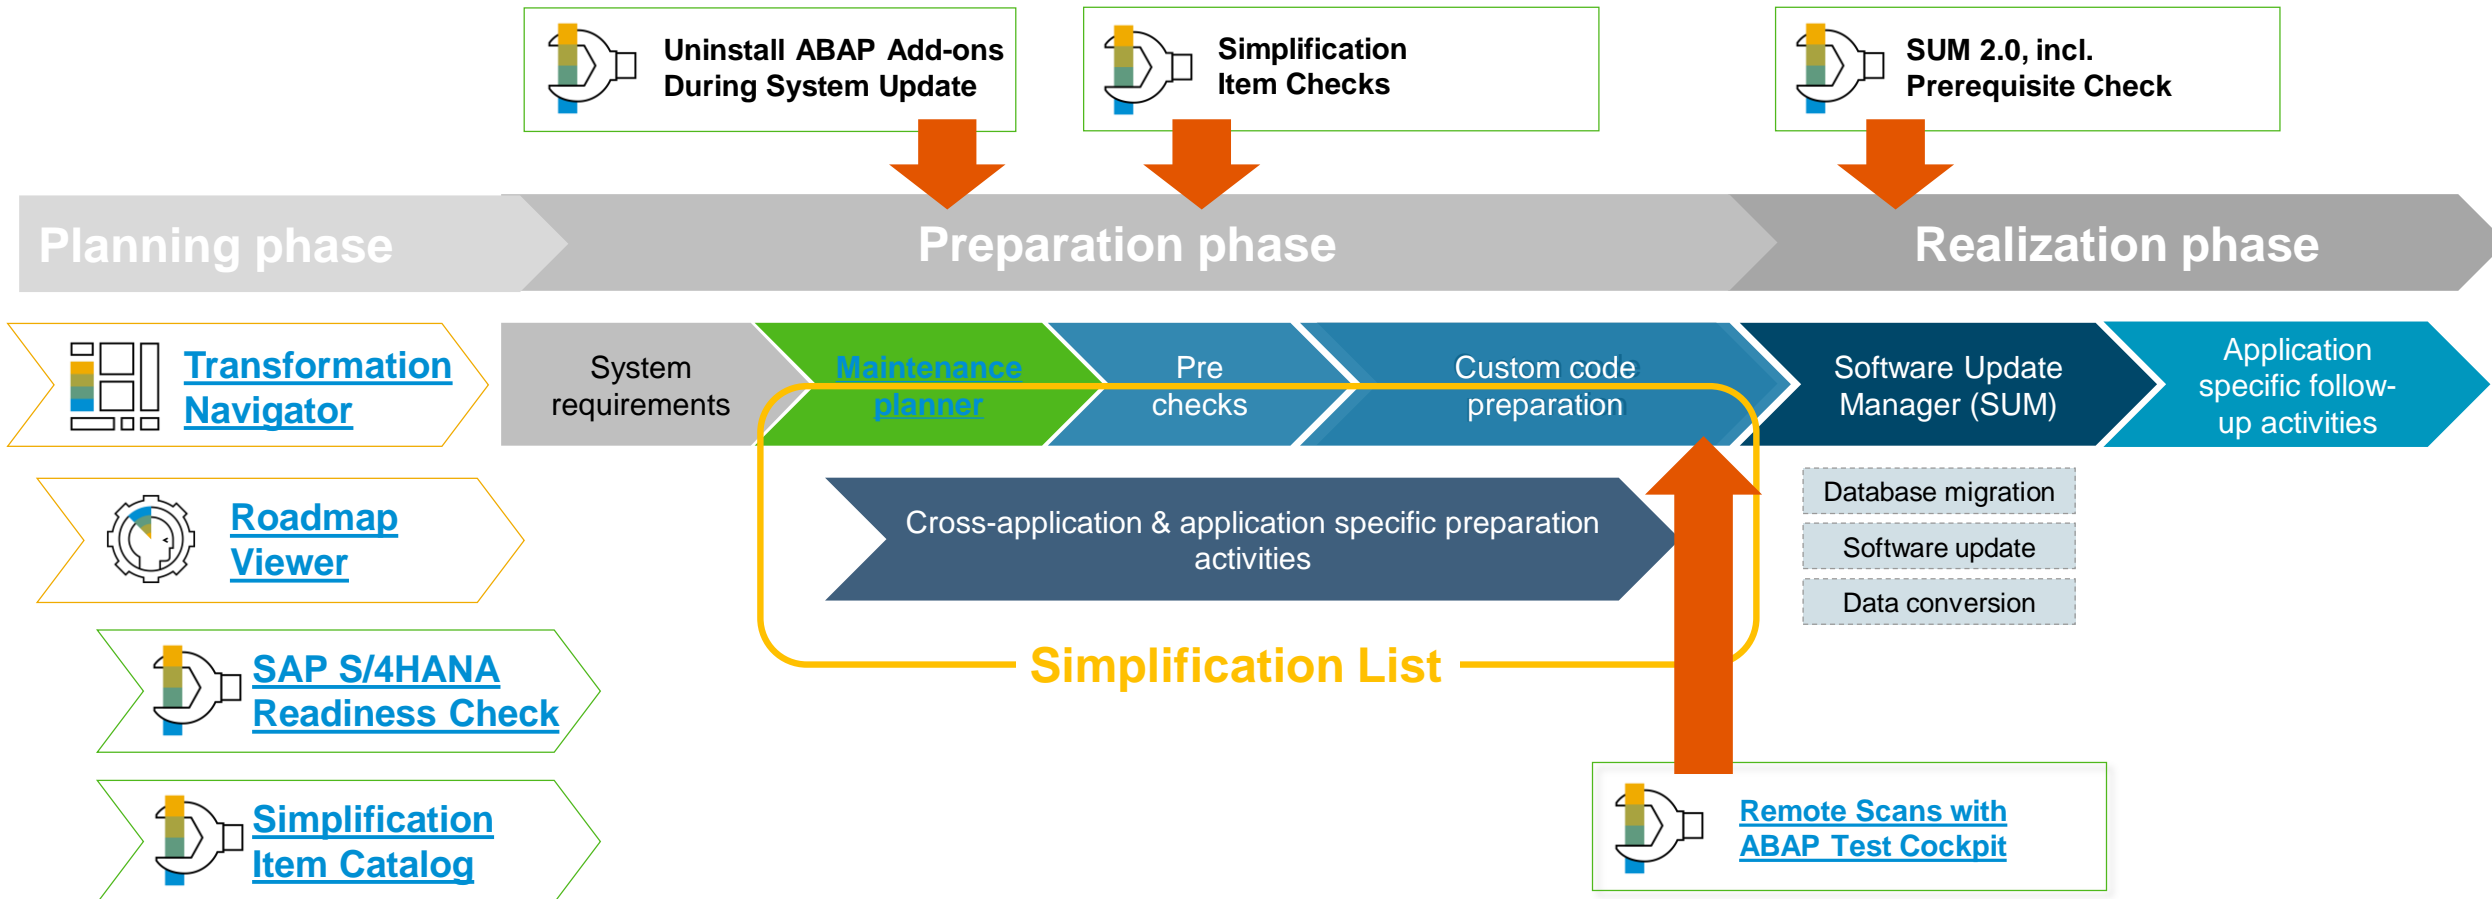 Uninstall ABAP Add-ons
During System Update
Simplification
Item Checks
SUM 2.0, incl.
Prerequisite Check
Planning phase
Preparation phase
Realization phase
Transformation
Navigator
System
requirements
Maintenance
planner
Pre
checks
Custom code
preparation
Software Update
Manager (SUM)
Application
specific follow-
up activities
Roadmap
Viewer
Cross-application & application specific preparation
activities
Database migration
Software update
Data conversion
SAP S/4HANA
Readiness Check
Simplification List
Simplification
Item Catalog
Remote Scans with
ABAP Test Cockpit